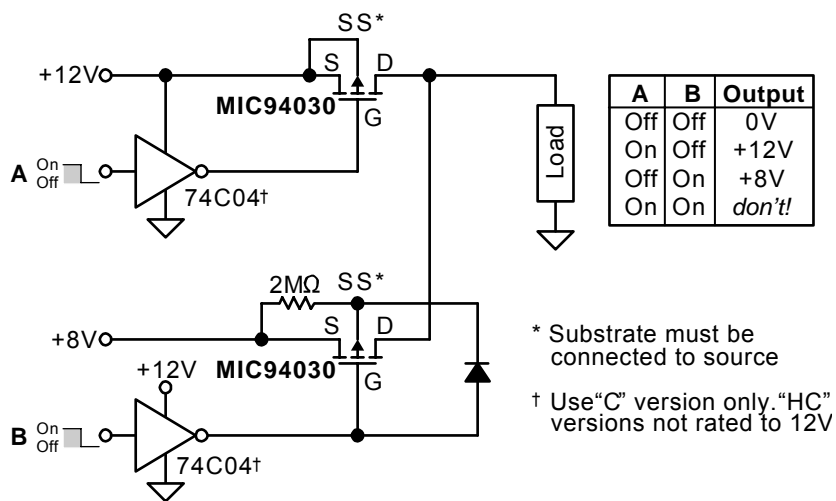 SS*
+12V
S
D
MIC94030
G
A
On
Off
74C04†
Load
A B Output
Off Off 0V
On Off +12V
Off On +8V
On On don't!
2MΩ
SS*
+8V
S
D
MIC94030
G
+12V
B
On
Off
74C04†
* Substrate must be
connected to source
† Use“C” version only.“HC”
versions not rated to 12V